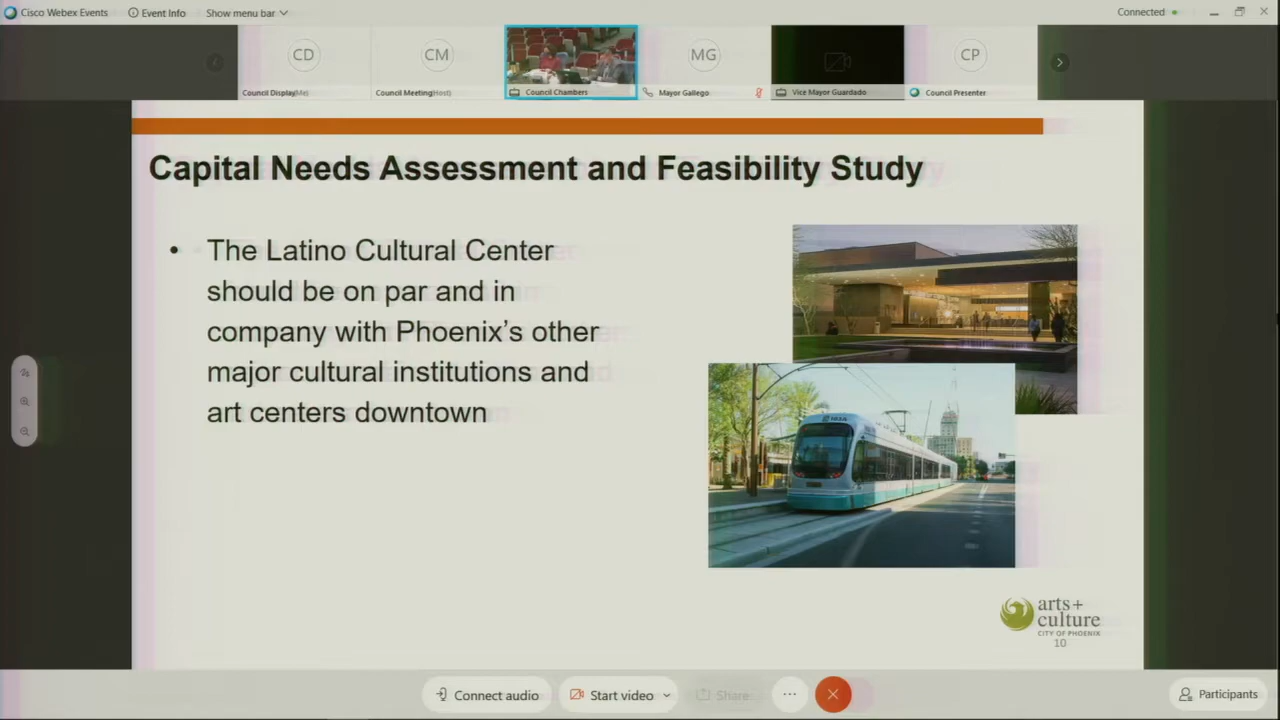 Cisco Webex Events
Event Info
Show menu bar
Connected
CD
CM
MG
CP
Council Display(Me)
Council Meeting(Host)
Council Chambers
Mayor Gallego
Vice Mayor Guardado
Council Presenter
Capital Needs Assessment and Feasibility Study
• The Latino Cultural Center
should be on par and in
company with Phoenix's other
major cultural institutions and
art centers downtown
arts+
culture
CITY OF PHOENIX
10
Connect audio
Start video
Share
Participants